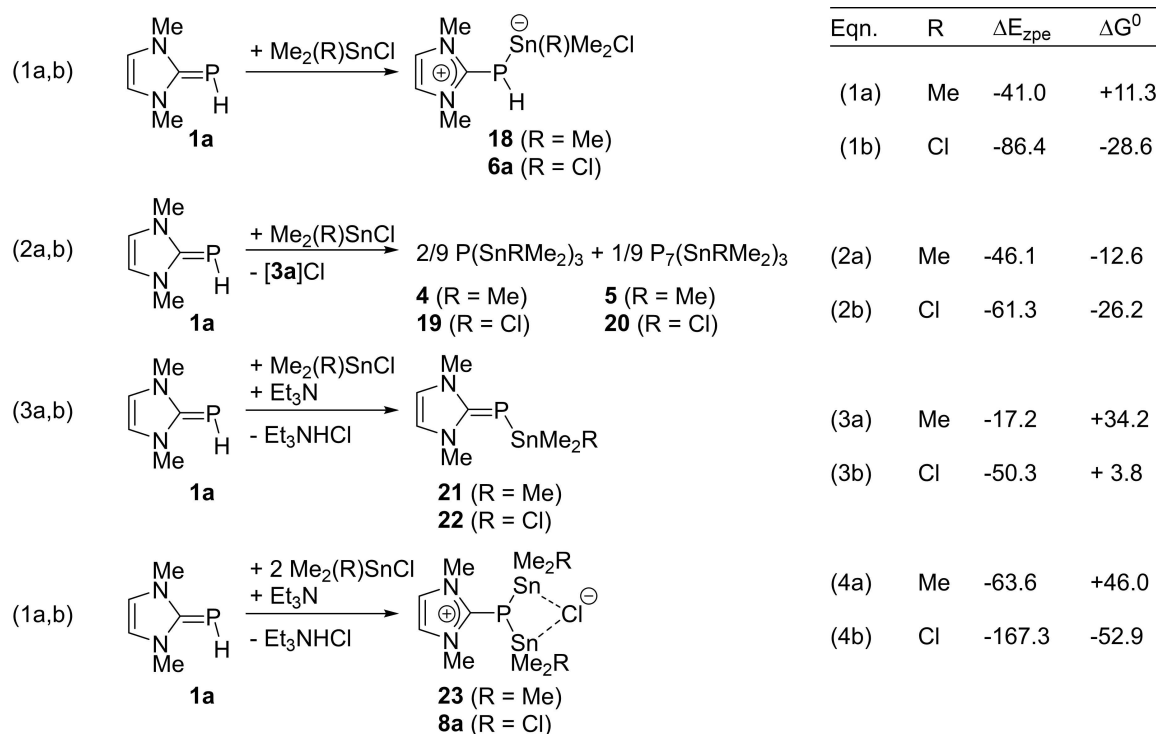 Eqn. R ΔEzpe ΔG0
(1a,b)
Me
N
N
Me
P
H
1a
+ Me2(R)SnCl
Me
N
⊕
N
Me
P
H
⊖
Sn(R)Me2Cl
18 (R = Me)
6a (R = Cl)
(1a) Me -41.0 +11.3
(1b) Cl -86.4 -28.6
(2a,b)
Me
N
N
Me
P
H
1a
+ Me2(R)SnCl
- [3a]Cl
2/9 P(SnRMe2)3 + 1/9 P7(SnRMe2)3
4 (R = Me) 5 (R = Me)
19 (R = Cl) 20 (R = Cl)
(2a) Me -46.1 -12.6
(2b) Cl -61.3 -26.2
(3a,b)
Me
N
N
Me
P
H
1a
+ Me2(R)SnCl
+ Et3N
- Et3NHCl
Me
N
N
Me
P
SnMe2R
21 (R = Me)
22 (R = Cl)
(3a) Me -17.2 +34.2
(3b) Cl -50.3 + 3.8
(1a,b)
Me
N
N
Me
P
H
1a
+ 2 Me2(R)SnCl
+ Et3N
- Et3NHCl
Me
N
⊕
N
Me
P
Me2R
Sn
Cl⊖
Sn
Me2R
23 (R = Me)
8a (R = Cl)
(4a) Me -63.6 +46.0
(4b) Cl -167.3 -52.9